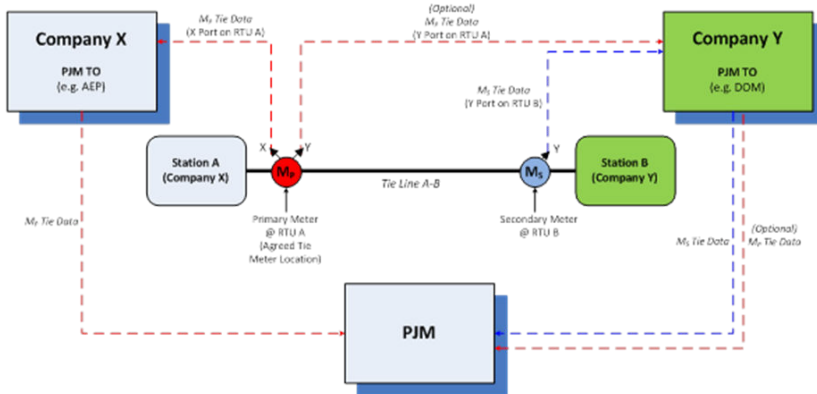 Company X
PJM TO
(e.g. AEP)
Mₚ Tie Data
(X Port on RTU A)
(Optional)
Mₚ Tie Data
(Y Port on RTU A)
Company Y
PJM TO
(e.g. DOM)
Mₛ Tie Data
(Y Port on RTU B)
Station A
(Company X)
X
Y
Mₚ
Tie Line A-B
Y
Mₛ
Station B
(Company Y)
Primary Meter
@ RTU A
(Agreed Tie
Meter Location)
Secondary Meter
@ RTU B
Mₚ Tie Data
Mₛ Tie Data
(Optional)
Mₚ Tie Data
PJM